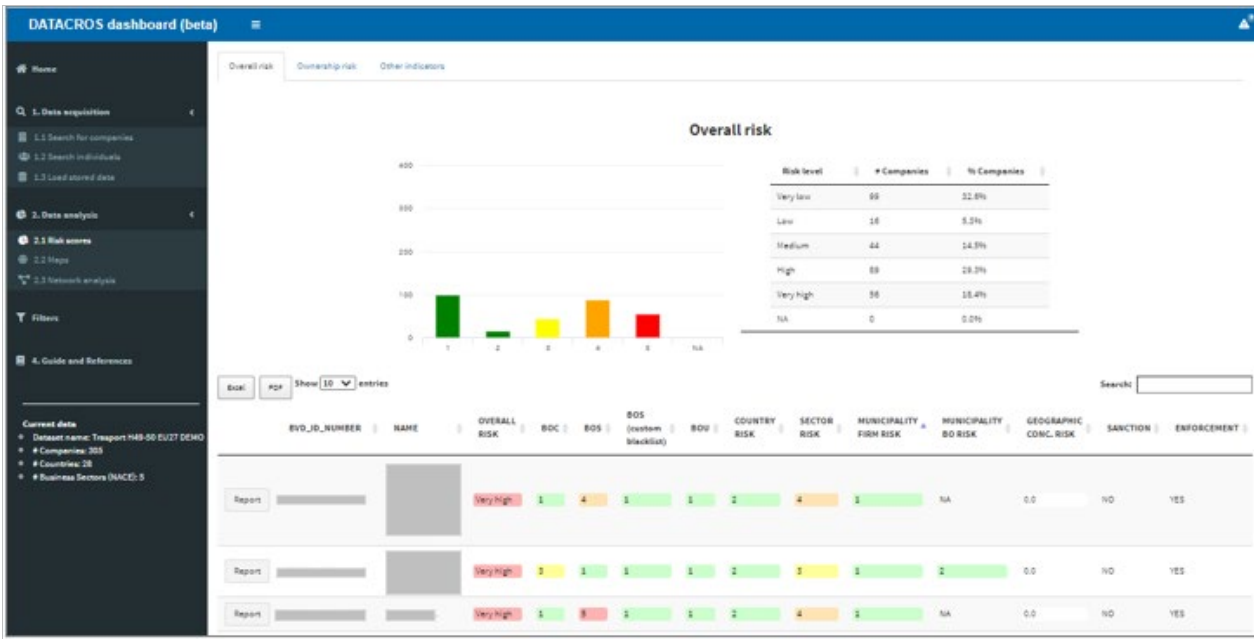 DATACROS dashboard (beta)
Home
1. Data acquisition
1.1 Search for companies
1.2 Search individuals
1.3 Load stored data
2. Data analysis
2.1 Risk scores
2.2 Maps
2.3 Network analysis
Filters
4. Guide and References
Current data
Dataset name: Trasport H49-50 EU27 DEMO
# Companies: 305
# Countries: 28
# Business Sectors (NACE): 5
Overall risk Ownership risk Other indicators
Overall risk
400
300
200
100
0
1 2 3 4 5 NA
Risk level # Companies % Companies
Very low 99 32.6%
Low 16 5.3%
Medium 44 14.5%
High 89 29.3%
Very high 56 18.4%
NA 0 0.0%
Excel PDF Show 10 entries Search:
BVD_ID_NUMBER NAME OVERALL RISK BOC BOS BOS (custom blacklist) BOU COUNTRY RISK SECTOR RISK MUNICIPALITY FIRM RISK MUNICIPALITY BO RISK GEOGRAPHIC CONC. RISK SANCTION ENFORCEMENT
Report Very High 1 4 1 1 2 4 1 NA 0.0 NO YES
Report Very High 3 1 1 1 2 3 1 2 0.0 NO YES
Report Very High 1 5 1 1 2 4 1 NA 0.0 NO YES